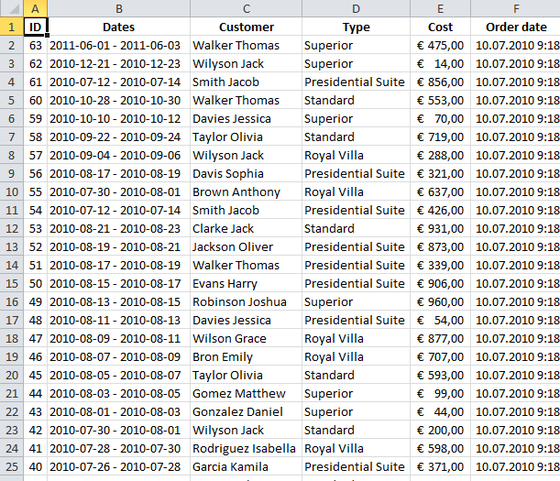 A B C D E F
1 ID Dates Customer Type Cost Order date
2 63 2011-06-01 - 2011-06-03 Walker Thomas Superior € 475,00 10.07.2010 9:18
3 62 2010-12-21 - 2010-12-23 Wilyson Jack Superior € 14,00 10.07.2010 9:18
4 61 2010-07-12 - 2010-07-14 Smith Jacob Presidential Suite € 856,00 10.07.2010 9:18
5 60 2010-10-28 - 2010-10-30 Walker Thomas Standard € 553,00 10.07.2010 9:18
6 59 2010-10-10 - 2010-10-12 Davies Jessica Superior € 70,00 10.07.2010 9:18
7 58 2010-09-22 - 2010-09-24 Taylor Olivia Standard € 719,00 10.07.2010 9:18
8 57 2010-09-04 - 2010-09-06 Wilyson Jack Royal Villa € 288,00 10.07.2010 9:18
9 56 2010-08-17 - 2010-08-19 Davis Sophia Presidential Suite € 321,00 10.07.2010 9:18
10 55 2010-07-30 - 2010-08-01 Brown Anthony Royal Villa € 637,00 10.07.2010 9:18
11 54 2010-07-12 - 2010-07-14 Smith Jacob Presidential Suite € 426,00 10.07.2010 9:18
12 53 2010-08-21 - 2010-08-23 Clarke Jack Standard € 931,00 10.07.2010 9:18
13 52 2010-08-19 - 2010-08-21 Jackson Oliver Presidential Suite € 873,00 10.07.2010 9:18
14 51 2010-08-17 - 2010-08-19 Walker Thomas Presidential Suite € 339,00 10.07.2010 9:18
15 50 2010-08-15 - 2010-08-17 Evans Harry Presidential Suite € 906,00 10.07.2010 9:18
16 49 2010-08-13 - 2010-08-15 Robinson Joshua Superior € 960,00 10.07.2010 9:18
17 48 2010-08-11 - 2010-08-13 Davies Jessica Presidential Suite € 54,00 10.07.2010 9:18
18 47 2010-08-09 - 2010-08-11 Wilson Grace Royal Villa € 877,00 10.07.2010 9:18
19 46 2010-08-07 - 2010-08-09 Bron Emily Royal Villa € 707,00 10.07.2010 9:18
20 45 2010-08-05 - 2010-08-07 Taylor Olivia Standard € 593,00 10.07.2010 9:18
21 44 2010-08-03 - 2010-08-05 Gomez Matthew Superior € 99,00 10.07.2010 9:18
22 43 2010-08-01 - 2010-08-03 Gonzalez Daniel Superior € 44,00 10.07.2010 9:18
23 42 2010-07-30 - 2010-08-01 Wilyson Jack Standard € 200,00 10.07.2010 9:18
24 41 2010-07-28 - 2010-07-30 Rodriguez Isabella Royal Villa € 598,00 10.07.2010 9:18
25 40 2010-07-26 - 2010-07-28 Garcia Kamila Presidential Suite € 371,00 10.07.2010 9:18